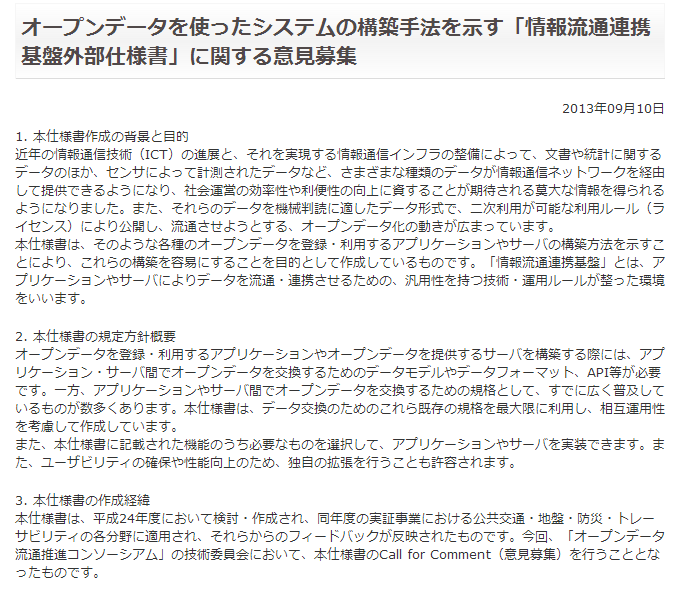 オープンデータを使ったシステムの構築手法を示す「情報流通連携
基盤外部仕様書」に関する意見募集
2013年09月10日
1. 本仕様書作成の背景と目的
近年の情報通信技術（ICT）の進展と、それを実現する情報通信インフラの整備によって、文書や統計に関する
データのほか、センサによって計測されたデータなど、さまざまな種類のデータが情報通信ネットワークを経由
して提供できるようになり、社会運営の効率性や利便性の向上に資することが期待される莫大な情報を得られる
ようになりました。また、それらのデータを機械判読に適したデータ形式で、二次利用が可能な利用ルール（ラ
イセンス）により公開し、流通させようとする、オープンデータ化の動きが広まっています。
本仕様書は、そのような各種のオープンデータを登録・利用するアプリケーションやサーバの構築方法を示すこ
とにより、これらの構築を容易にすることを目的として作成しているものです。「情報流通連携基盤」とは、ア
プリケーションやサーバによりデータを流通・連携させるための、汎用性を持つ技術・運用ルールが整った環境
をいいます。
2. 本仕様書の規定方針概要
オープンデータを登録・利用するアプリケーションやオープンデータを提供するサーバを構築する際には、アプ
リケーション・サーバ間でオープンデータを交換するためのデータモデルやデータフォーマット、API等が必要
です。一方、アプリケーションやサーバ間でオープンデータを交換するための規格として、すでに広く普及して
いるものが数多くあります。本仕様書は、データ交換のためのこれら既存の規格を最大限に利用し、相互運用性
を考慮して作成しています。
また、本仕様書に記載された機能のうち必要なものを選択して、アプリケーションやサーバを実装できます。ま
た、ユーザビリティの確保や性能向上のため、独自の拡張を行うことも許容されます。
3. 本仕様書の作成経緯
本仕様書は、平成24年度において検討・作成され、同年度の実証事業における公共交通・地盤・防災・トレー
サビリティの各分野に適用され、それらからのフィードバックが反映されたものです。今回、「オープンデータ
流通推進コンソーシアム」の技術委員会において、本仕様書のCall for Comment（意見募集）を行うこととな
ったものです。